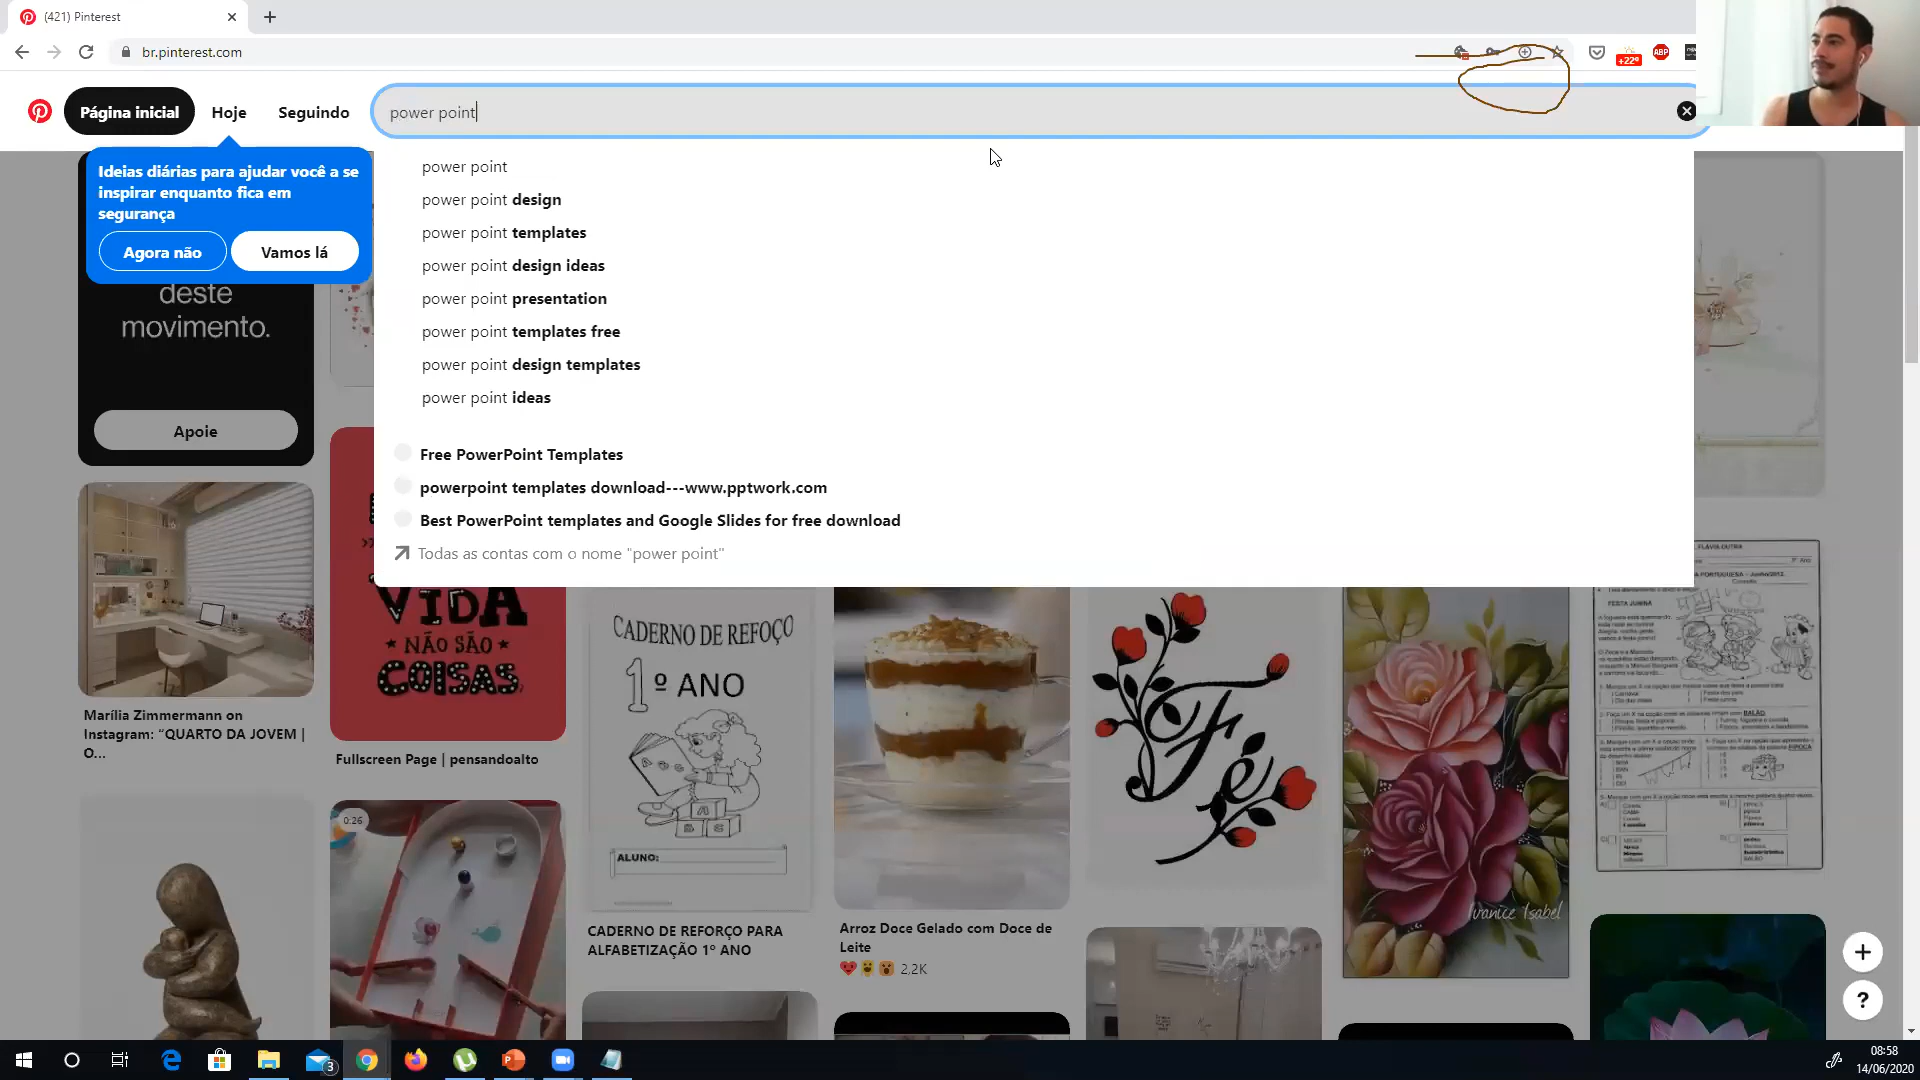 (421) Pinterest
br.pinterest.com
+22º
ABP
Página inicial
Hoje
Seguindo
power point
Ideias diárias para ajudar você a se
inspirar enquanto fica em
segurança
Agora não
Vamos lá
power point
power point design
power point templates
power point design ideas
power point presentation
power point templates free
power point design templates
power point ideas
Free PowerPoint Templates
powerpoint templates download---www.pptwork.com
Best PowerPoint templates and Google Slides for free download
Todas as contas com o nome "power point"
deste
movimento.
Apoie
Marília Zimmermann on
Instagram: “QUARTO DA JOVEM |
O...
VIDA
NÃO SÃO
COISAS.
Fullscreen Page | pensandoalto
0:26
CADERNO DE REFOÇO
1º ANO
ALUNO:
CADERNO DE REFORÇO PARA
ALFABETIZAÇÃO 1º ANO
Arroz Doce Gelado com Doce de
Leite
2,2K
Fé
Ivanice Isabel
FESTA JUNINA
+
?
3
08:58
14/06/2020